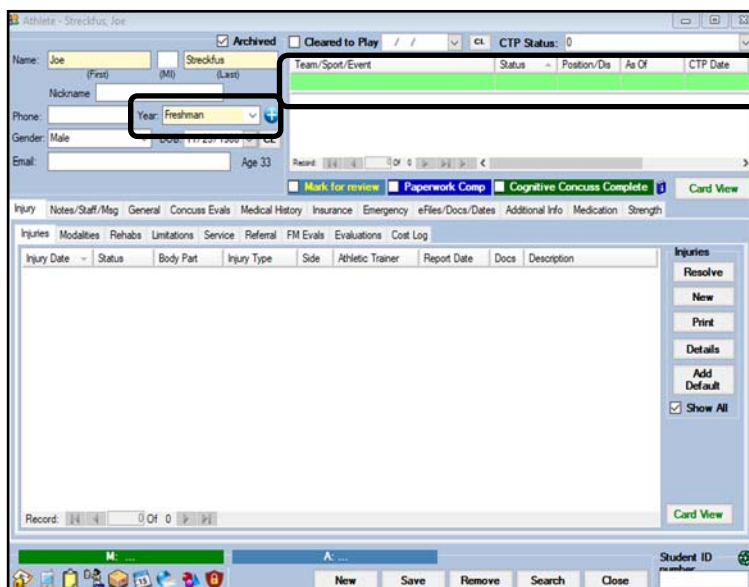 Athlete - Streckfus, Joe
Archived Cleared to Play / / CL CTP Status: 0
Name: Joe Streckfus
(First) (MI) (Last)
Nickname
Phone: Year: Freshman
Gender: Male CL
Email: Age 33
Team/Sport/Event Status Position/Dis As Of CTP Date
Record: 0 Of 0
Mark for review Paperwork Comp Cognitive Concuss Complete Card View
Injury Notes/Staff/Msg General Concuss Evals Medical History Insurance Emergency eFiles/Docs/Dates Additional Info Medication Strength
Injuries Modalities Rehabs Limitations Service Referral FM Evals Evaluations Cost Log
Injury Date Status Body Part Injury Type Side Athletic Trainer Report Date Docs Description
Injuries
Resolve
New
Print
Details
Add
Default
Show All
Record: 0 Of 0
Card View
M: ... A: ... Student ID
number
New Save Remove Search Close